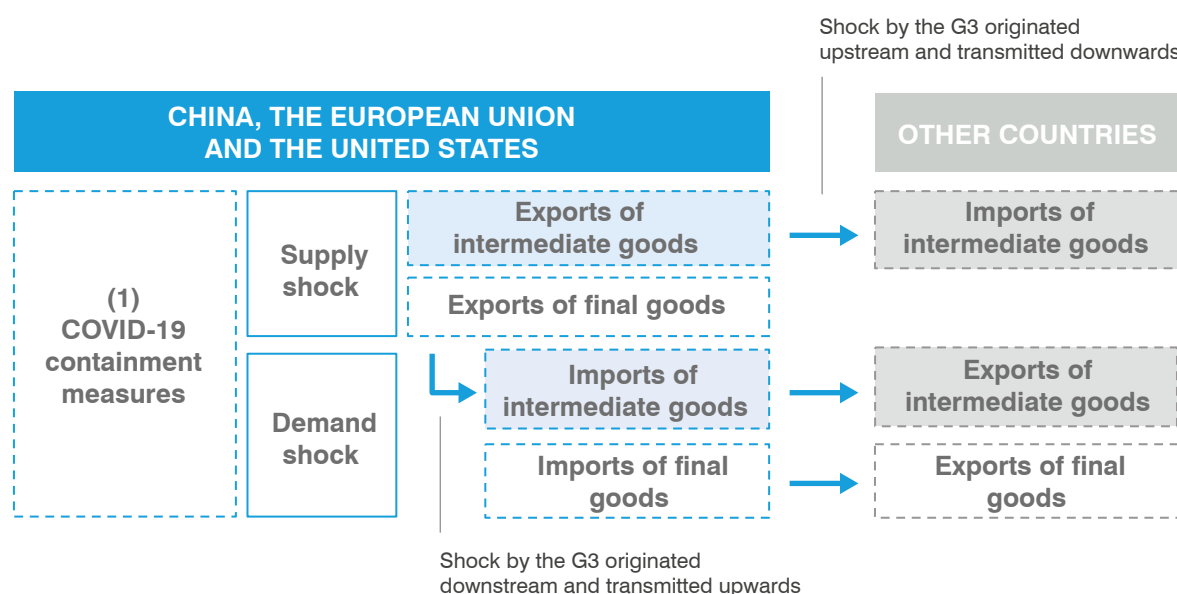 Shock by the G3 originated
upstream and transmitted downwards
CHINA, THE EUROPEAN UNION
AND THE UNITED STATES
OTHER COUNTRIES
(1)
COVID-19
containment
measures
Supply
shock
Exports of
intermediate goods
Imports of
intermediate goods
Exports of final goods
Demand
shock
Imports of
intermediate goods
Exports of
intermediate goods
Imports of final
goods
Exports of final
goods
Shock by the G3 originated
downstream and transmitted upwards